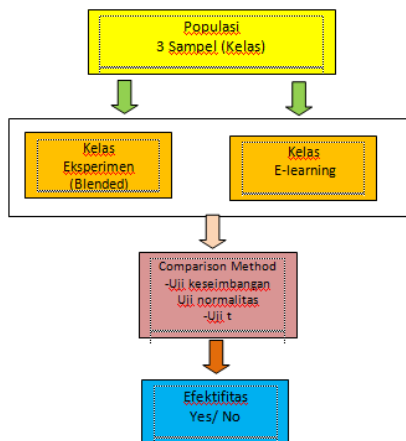 Populasi
3 Sampel (Kelas)
Kelas
Eksperimen
(Blended)
Kelas
E-learning
Comparison Method
-Uji keseimbangan
Uji normalitas
-Uji t
Efektifitas
Yes/ No